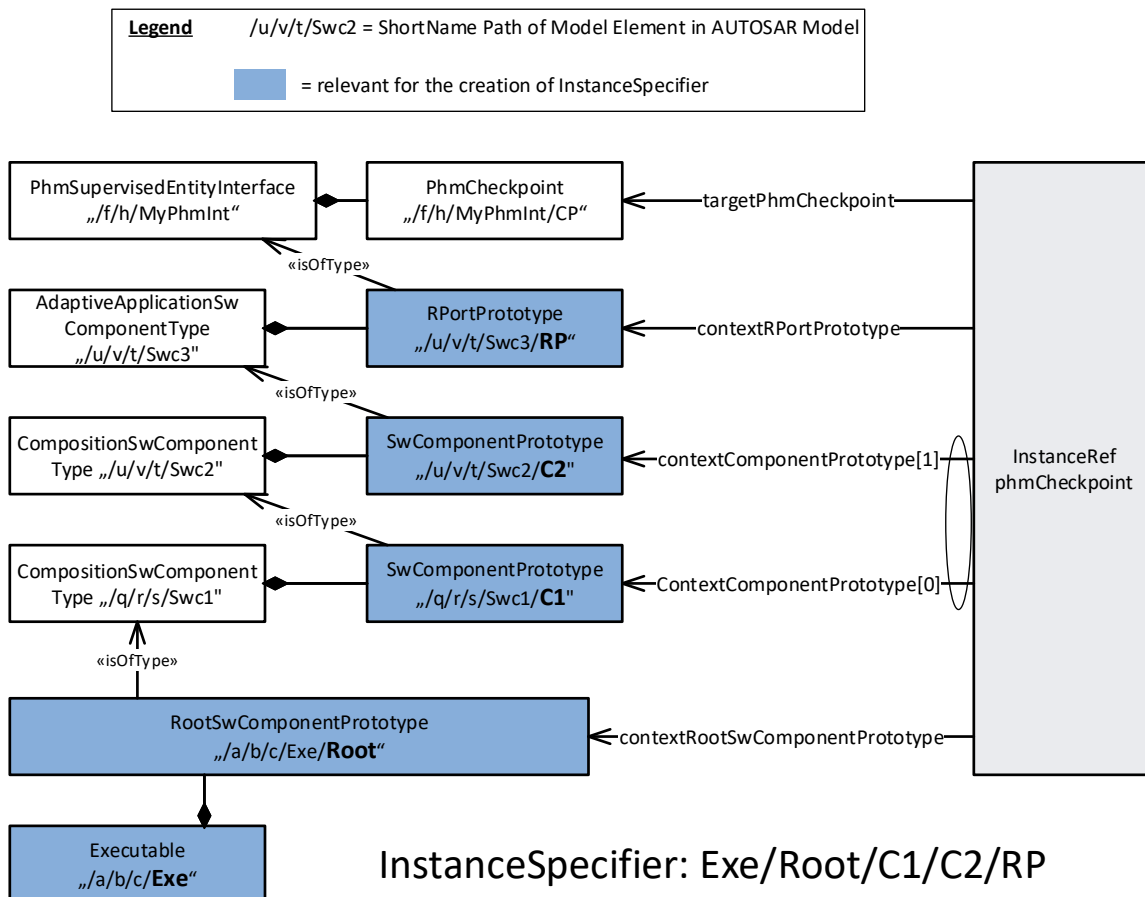 Legend /u/v/t/Swc2 = ShortName Path of Model Element in AUTOSAR Model
= relevant for the creation of InstanceSpecifier
PhmSupervisedEntityInterface
„/f/h/MyPhmInt“
PhmCheckpoint
„/f/h/MyPhmInt/CP“
targetPhmCheckpoint
«isOfType»
AdaptiveApplicationSw
ComponentType
„/u/v/t/Swc3"
RPortPrototype
„/u/v/t/Swc3/RP“
contextRPortPrototype
«isOfType»
CompositionSwComponent
Type „/u/v/t/Swc2"
SwComponentPrototype
„/u/v/t/Swc2/C2"
contextComponentPrototype[1]
InstanceRef
phmCheckpoint
«isOfType»
CompositionSwComponent
Type „/q/r/s/Swc1"
SwComponentPrototype
„/q/r/s/Swc1/C1"
ContextComponentPrototype[0]
«isOfType»
RootSwComponentPrototype
„/a/b/c/Exe/Root“
contextRootSwComponentPrototype
Executable
„/a/b/c/Exe“
InstanceSpecifier: Exe/Root/C1/C2/RP